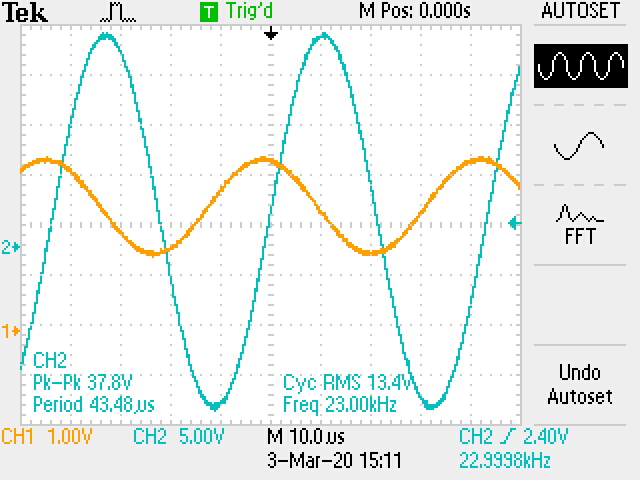 Tek T Trig'd M Pos: 0.000s AUTOSET
FFT
2
1
CH2
Pk-Pk 37.8V
Period 43.48us
Cyc RMS 13.4V
Freq 23.00kHz
Undo
Autoset
CH1 1.00V CH2 5.00V M 10.0us CH2 2.40V
3-Mar-20 15:11 22.9998kHz